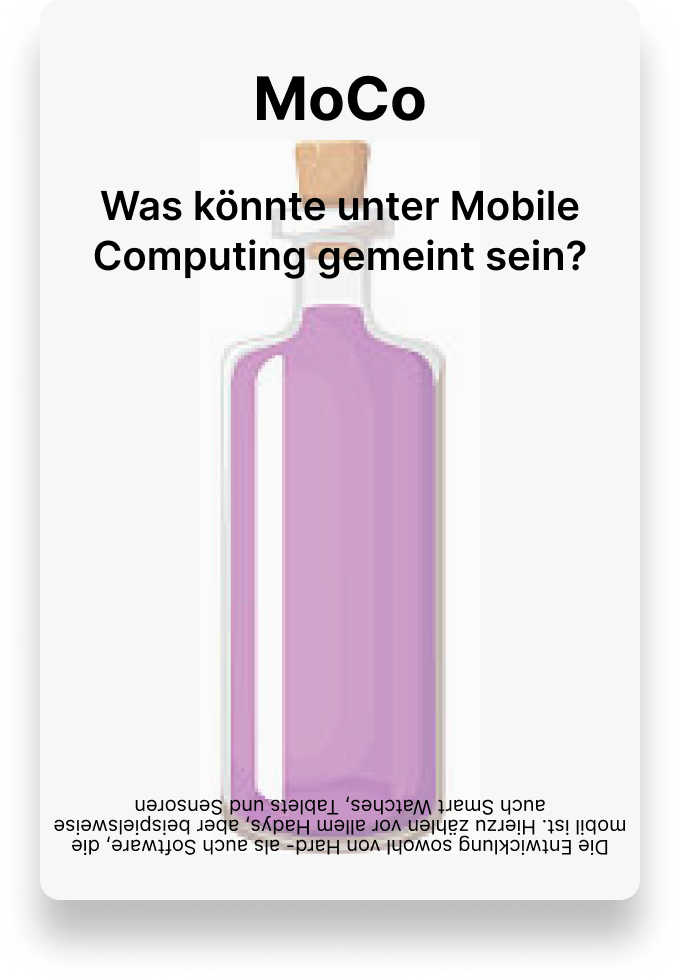 MoCo
Was könnte unter Mobile
Computing gemeint sein?
Die Entwicklung sowohl von Hard- als auch Software, die
mobil ist. Hierzu zählen vor allem Hadys, aber beispielsweise
auch Smart Watches, Tablets und Sensoren